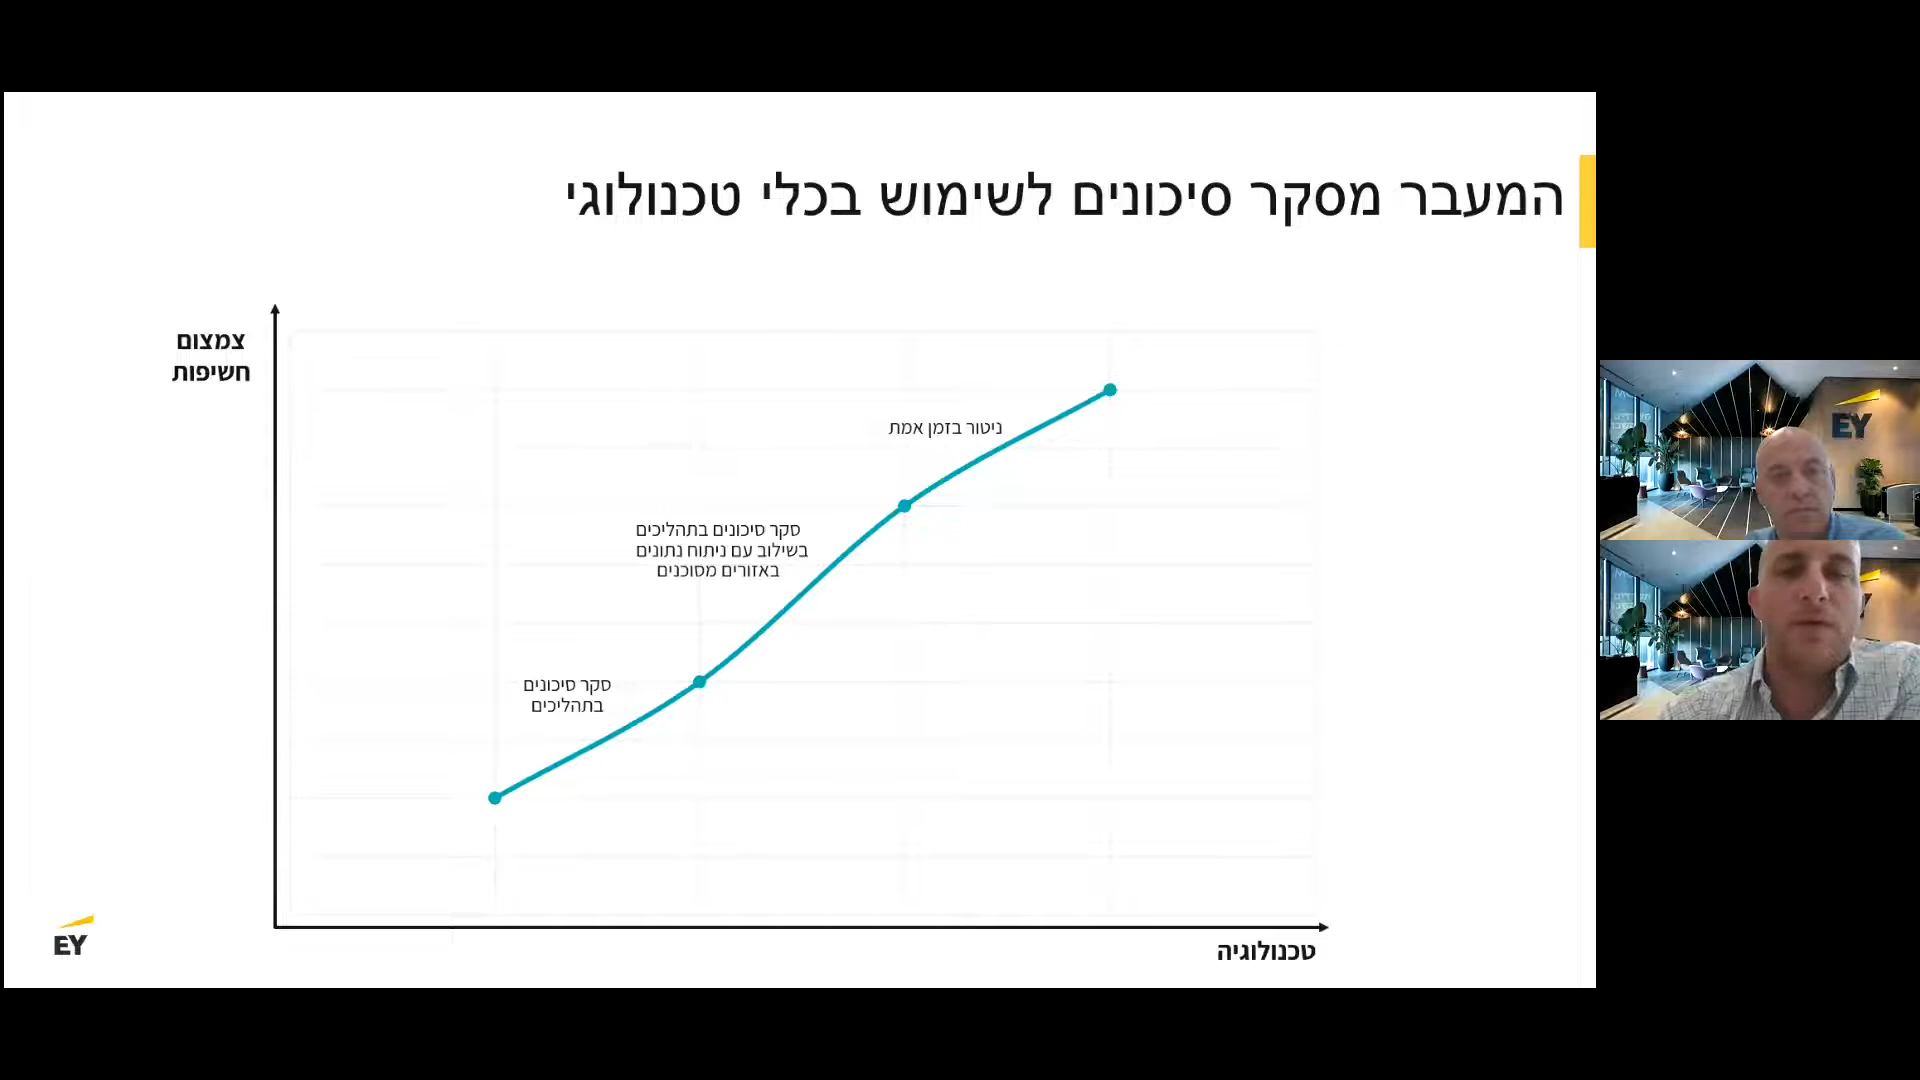 המעבר מסקר סיכונים לשימוש בכלי טכנולוגי
צמצום
חשיפות
ניטור בזמן אמת
סקר סיכונים בתהליכים
בשילוב עם ניתוח נתונים
באזורים מסוכנים
סקר סיכונים
בתהליכים
טכנולוגיה
EY
EY